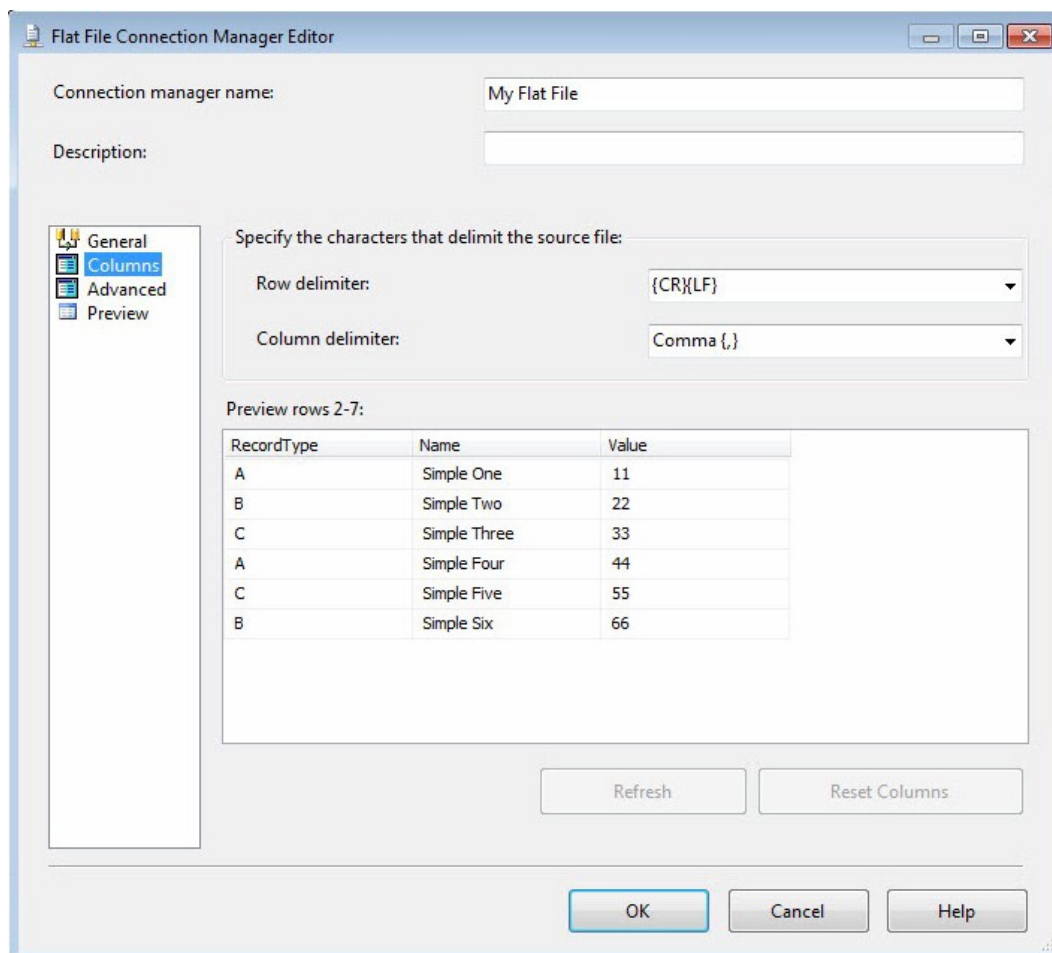 Flat File Connection Manager Editor
Connection manager name: My Flat File
Description:
General
Columns
Advanced
Preview
Specify the characters that delimit the source file:
Row delimiter: {CR}{LF}
Column delimiter: Comma {,}
Preview rows 2-7:
RecordType Name Value
A Simple One 11
B Simple Two 22
C Simple Three 33
A Simple Four 44
C Simple Five 55
B Simple Six 66
Refresh Reset Columns
OK Cancel Help